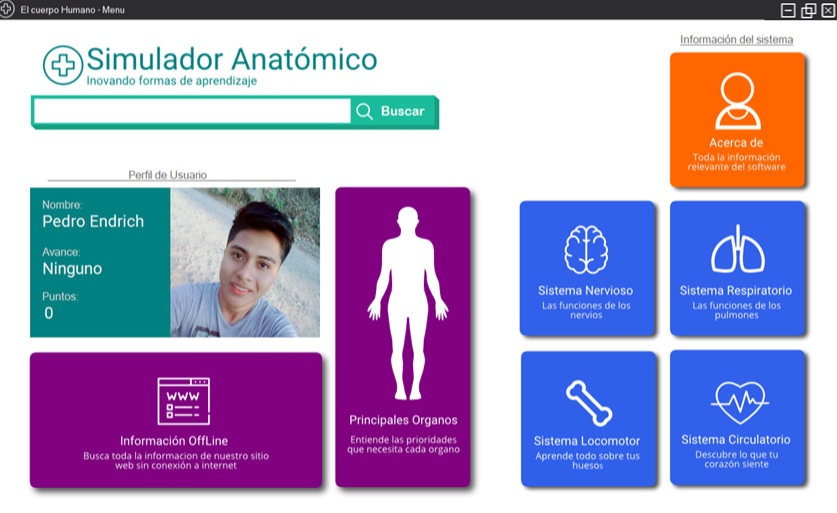 El cuerpo Humano - Menu
Simulador Anatómico
Inovando formas de aprendizaje
Buscar
Información del sistema
Acerca de
Toda la información
relevante del software
Perfil de Usuario
Nombre:
Pedro Endrich
Avance:
Ninguno
Puntos:
0
Principales Organos
Entiende las prioridades
que necesita cada organo
WWW
Información OffLine
Busca toda la informacion de nuestro sitio
web sin conexión a internet
Sistema Nervioso
Las funciones de los
nervios
Sistema Respiratorio
Las funciones de los
pulmones
Sistema Locomotor
Aprende todo sobre tus
huesos
Sistema Circulatorio
Descubre lo que tu
corazón siente